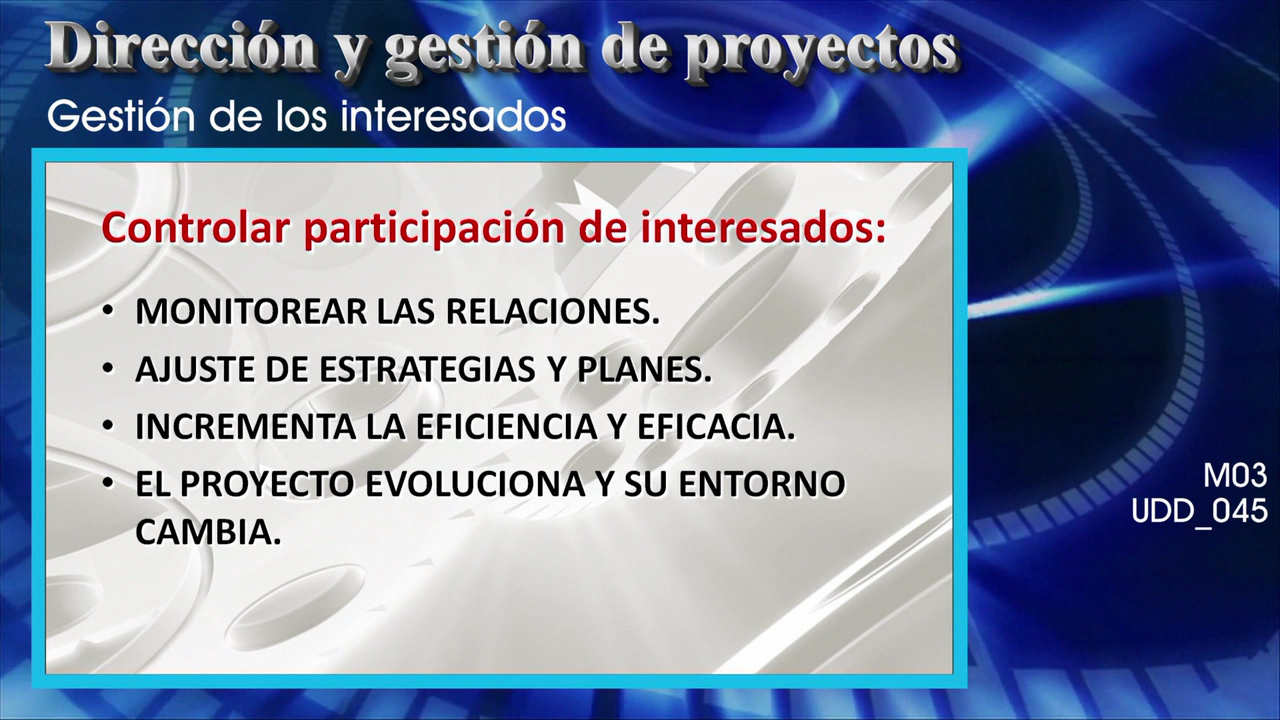 Dirección y gestión de proyectos
Gestión de los interesados
Controlar participación de interesados:
• MONITOREAR LAS RELACIONES.
• AJUSTE DE ESTRATEGIAS Y PLANES.
• INCREMENTA LA EFICIENCIA Y EFICACIA.
• EL PROYECTO EVOLUCIONA Y SU ENTORNO
CAMBIA.
M03
UDD_045